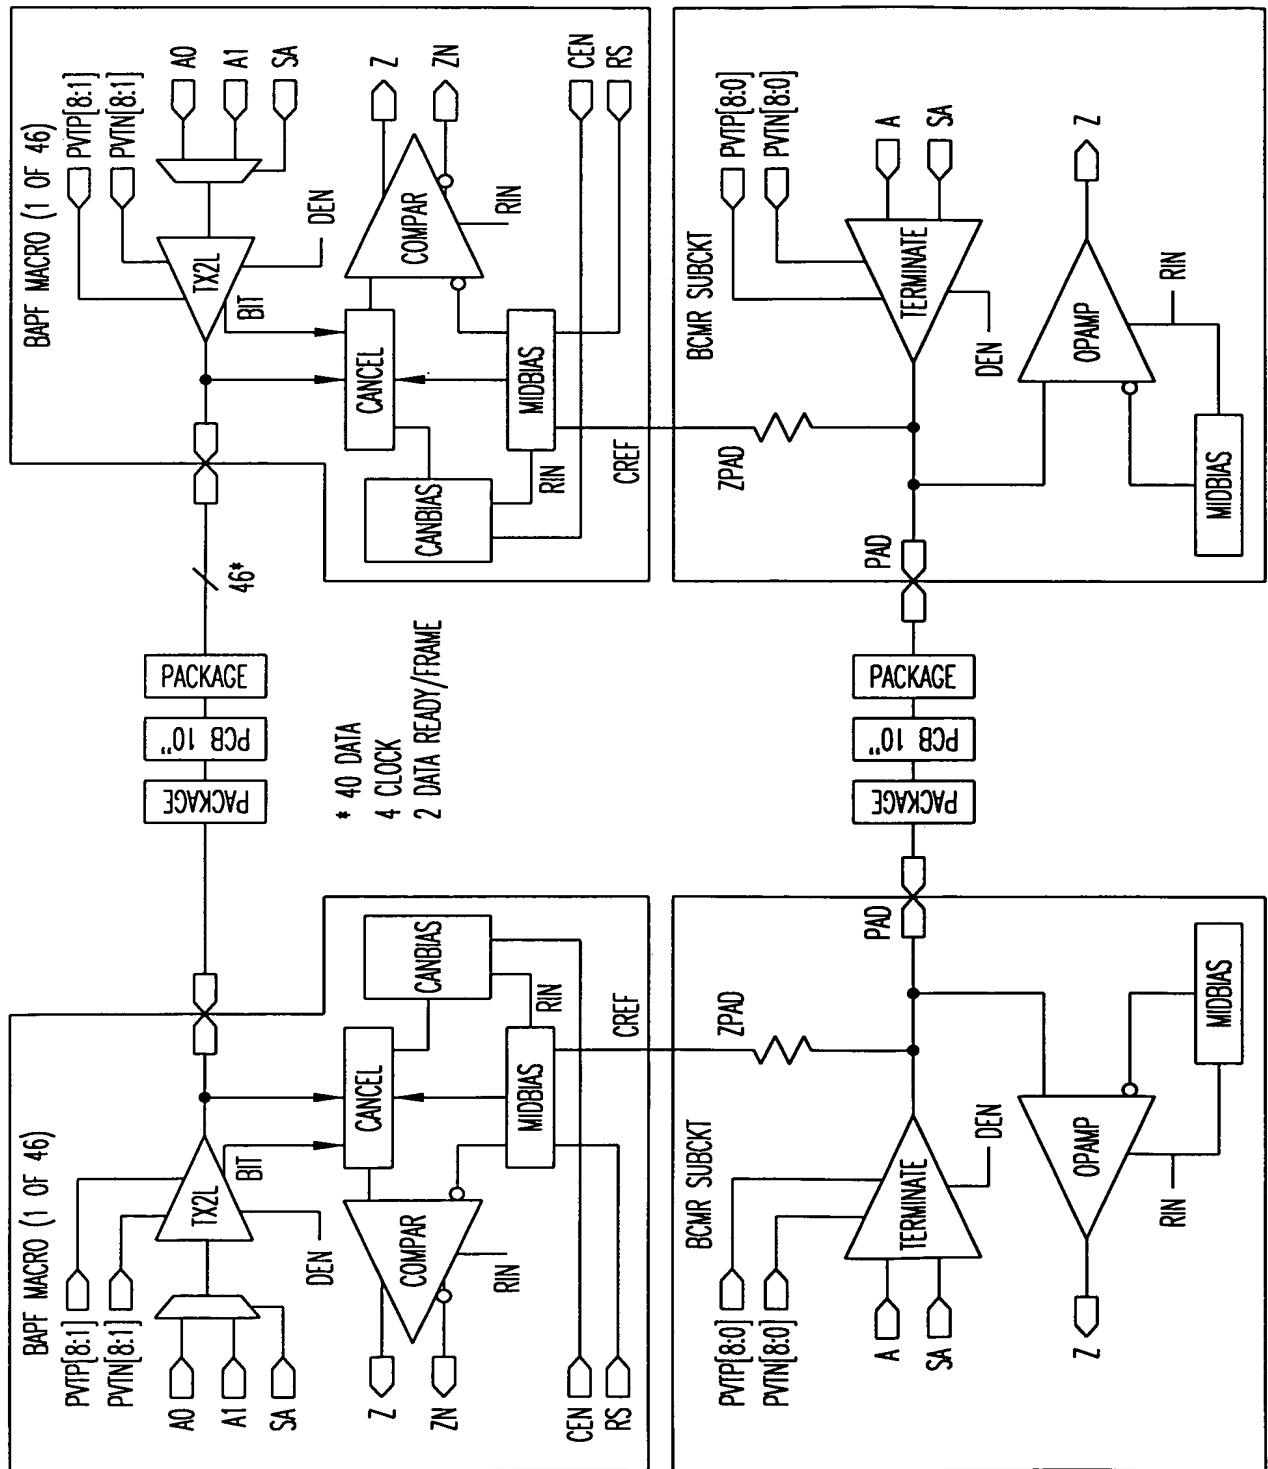 BAPF MACRO (1 OF 46)
PVTP[8:1]
PVTN[8:1]
A0
A1
SA
TX2L
BIT
DEN
CANCEL
CANBIAS
COMPAR
Z
ZN
RIN
MIDBIAS
RIN
CEN
RS
CREF
PACKAGE
PCB 10"
PACKAGE
46*
* 40 DATA
4 CLOCK
2 DATA READY/FRAME
BAPF MACRO (1 OF 46)
PVTP[8:1]
PVTN[8:1]
A0
A1
SA
TX2L
BIT
DEN
CANCEL
CANBIAS
COMPAR
Z
ZN
RIN
MIDBIAS
RIN
CEN
RS
CREF
BCMR SUBCKT
ZPAD
PVTP[8:0]
PVTN[8:0]
A
SA
TERMINATE
DEN
PAD
OPAMP
Z
RIN
MIDBIAS
PACKAGE
PCB 10"
PACKAGE
BCMR SUBCKT
ZPAD
PVTP[8:0]
PVTN[8:0]
A
SA
TERMINATE
DEN
PAD
OPAMP
Z
RIN
MIDBIAS